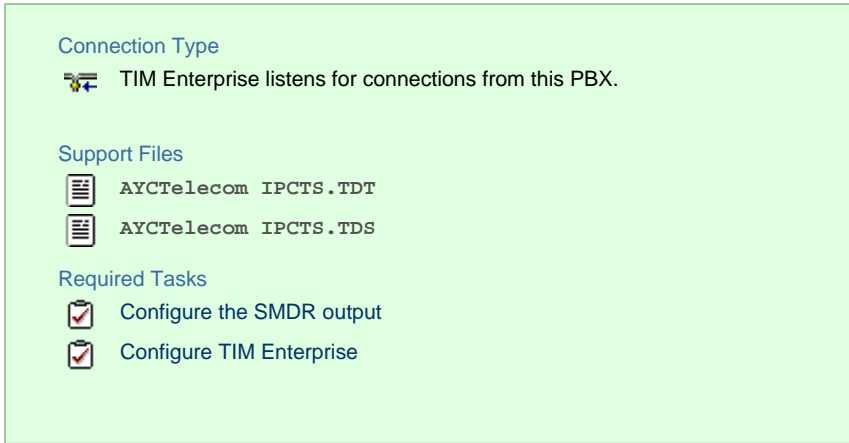 Connection Type
TIM Enterprise listens for connections from this PBX.
Support Files
AYCTelecom IPCTS.TDT
AYCTelecom IPCTS.TDS
Required Tasks
Configure the SMDR output
Configure TIM Enterprise